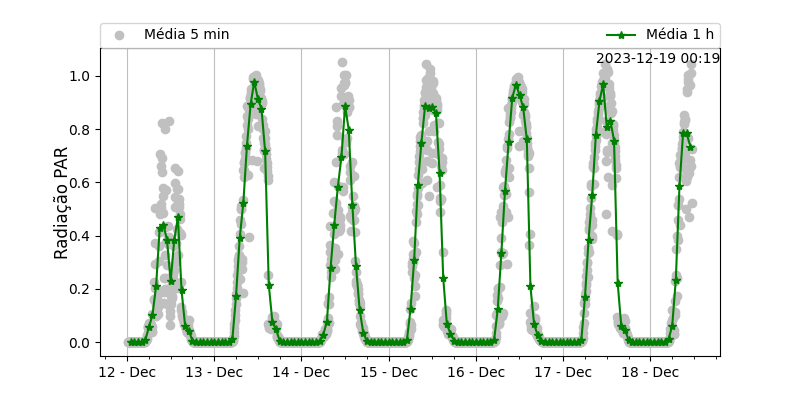 Média 5 min
Média 1 h
2023-12-19 00:19
Radiação PAR
1.0
0.8
0.6
0.4
0.2
0.0
12 - Dec
13 - Dec
14 - Dec
15 - Dec
16 - Dec
17 - Dec
18 - Dec